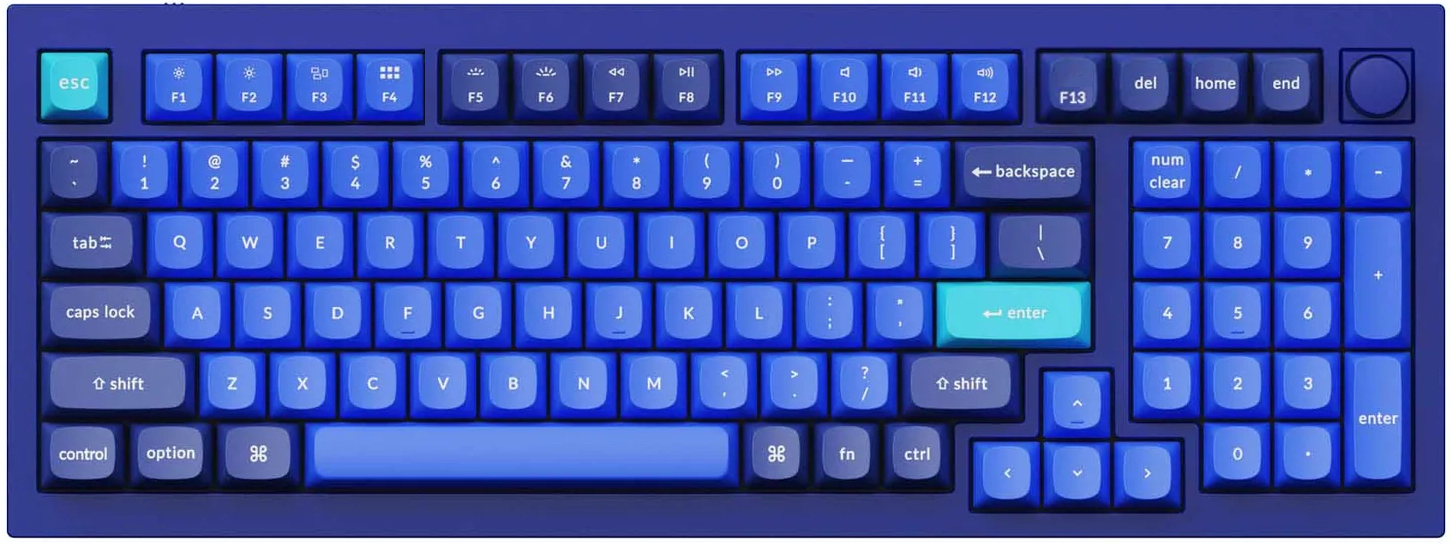 esc F1 F2 F3 F4 F5 F6 F7 F8 F9 F10 F11 F12 F13 del home end
~ ! @ # $ % ^ & * ( ) — +
` 1 2 3 4 5 6 7 8 9 0 - = ← backspace
num / * -
clear
tab Q W E R T Y U I O P { } |
[ ] \
7 8 9 +
caps lock A S D F G H J K L : "
; , ↵ enter
4 5 6
⇧ shift Z X C V B N M < > ?
, . / ⇧ shift
^
1 2 3 enter
control option ⌘ ⌘ fn ctrl
< ⌄ >
0 .